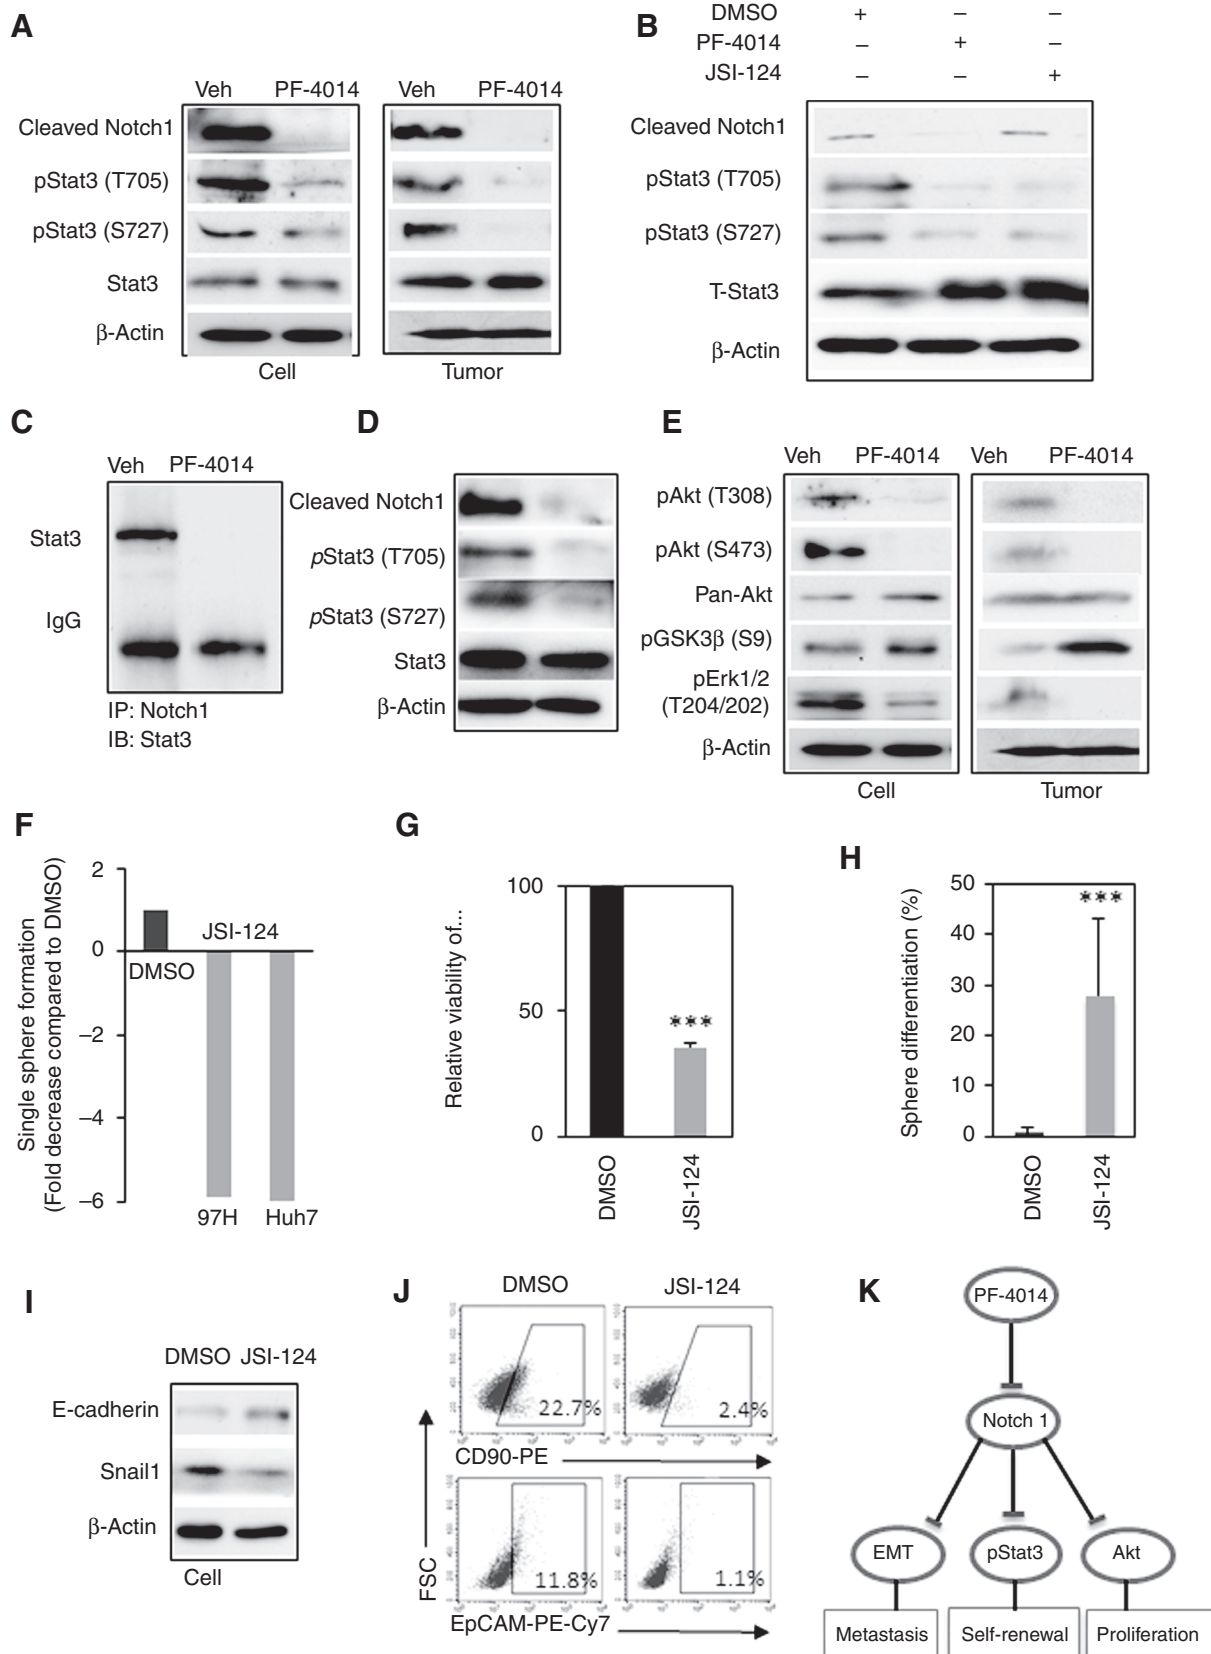 A
Veh PF-4014 Veh PF-4014
Cleaved Notch1
pStat3 (T705)
pStat3 (S727)
Stat3
β-Actin
Cell Tumor
B
DMSO + – –
PF-4014 – + –
JSI-124 – – +
Cleaved Notch1
pStat3 (T705)
pStat3 (S727)
T-Stat3
β-Actin
C
Veh PF-4014
Stat3
IgG
IP: Notch1
IB: Stat3
D
Cleaved Notch1
pStat3 (T705)
pStat3 (S727)
Stat3
β-Actin
E
Veh PF-4014 Veh PF-4014
pAkt (T308)
pAkt (S473)
Pan-Akt
pGSK3β (S9)
pErk1/2
(T204/202)
β-Actin
Cell Tumor
F
Single sphere formation
(Fold decrease compared to DMSO)
2
0
–2
–4
–6
DMSO
JSI-124
97H Huh7
G
Relative viability of...
100
50
0
***
DMSO
JSI-124
H
Sphere differentiation (%)
50
40
30
20
10
0
***
DMSO
JSI-124
I
DMSO JSI-124
E-cadherin
Snail1
β-Actin
Cell
J
DMSO JSI-124
22.7% 2.4%
CD90-PE
11.8% 1.1%
FSC
EpCAM-PE-Cy7
K
PF-4014
Notch 1
EMT pStat3 Akt
Metastasis Self-renewal Proliferation